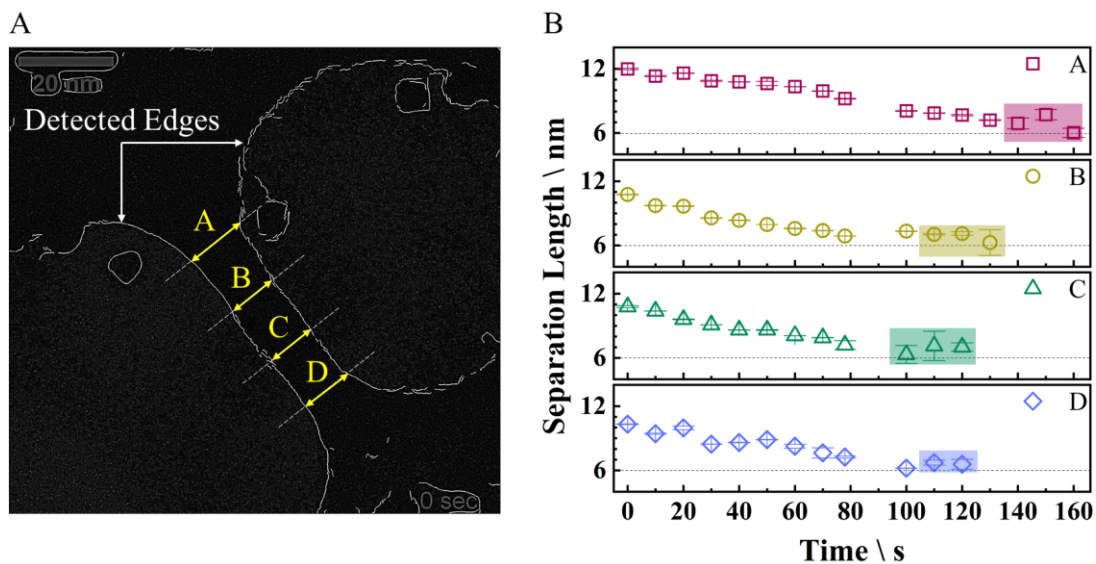 A
20 nm
Detected Edges
A
B
C
D
0 sec
B
Separation Length \ nm
12
6
A
12
6
B
12
6
C
12
6
D
0 20 40 60 80 100 120 140 160
Time \ s